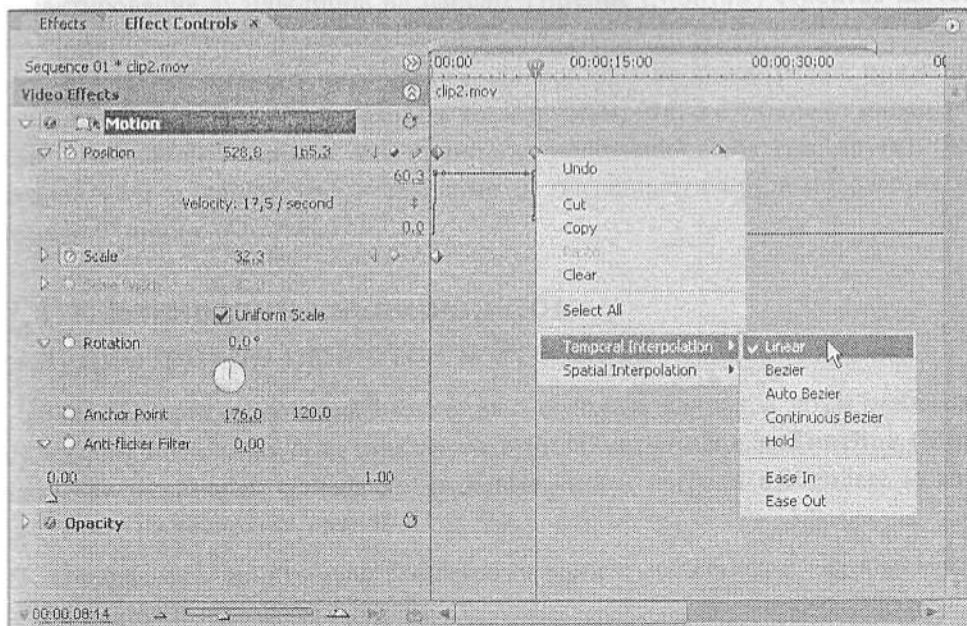 Effects Effect Controls ×
Sequence 01 * clip2.mov
:00:00 00:00:15:00 00:00:30:00 00
Video Effects
clip2.mov
Motion
Position 528,8 165,3
60,3
Velocity: 17,5 / second
0,0
Scale 32,3
Uniform Scale
Rotation 0,0°
Anchor Point 176,0 120,0
Anti-flicker Filter 0,00
0.00 1.00
Opacity
00:00:08:14
Undo
Cut
Copy
Paste
Clear
Select All
Temporal Interpolation
Spatial Interpolation
Linear
Bezier
Auto Bezier
Continuous Bezier
Hold
Ease In
Ease Out